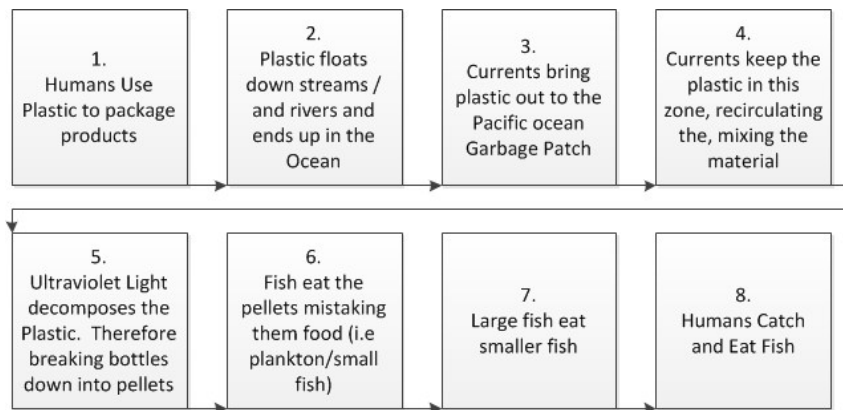 1.
Humans Use
Plastic to package
products
2.
Plastic floats
down streams /
and rivers and
ends up in the
Ocean
3.
Currents bring
plastic out to the
Pacific ocean
Garbage Patch
4.
Currents keep the
plastic in this
zone, recirculating
the, mixing the
material
5.
Ultraviolet Light
decomposes the
Plastic.  Therefore
breaking bottles
down into pellets
6.
Fish eat the
pellets mistaking
them food (i.e
plankton/small
fish)
7.
Large fish eat
smaller fish
8.
Humans Catch
and Eat Fish